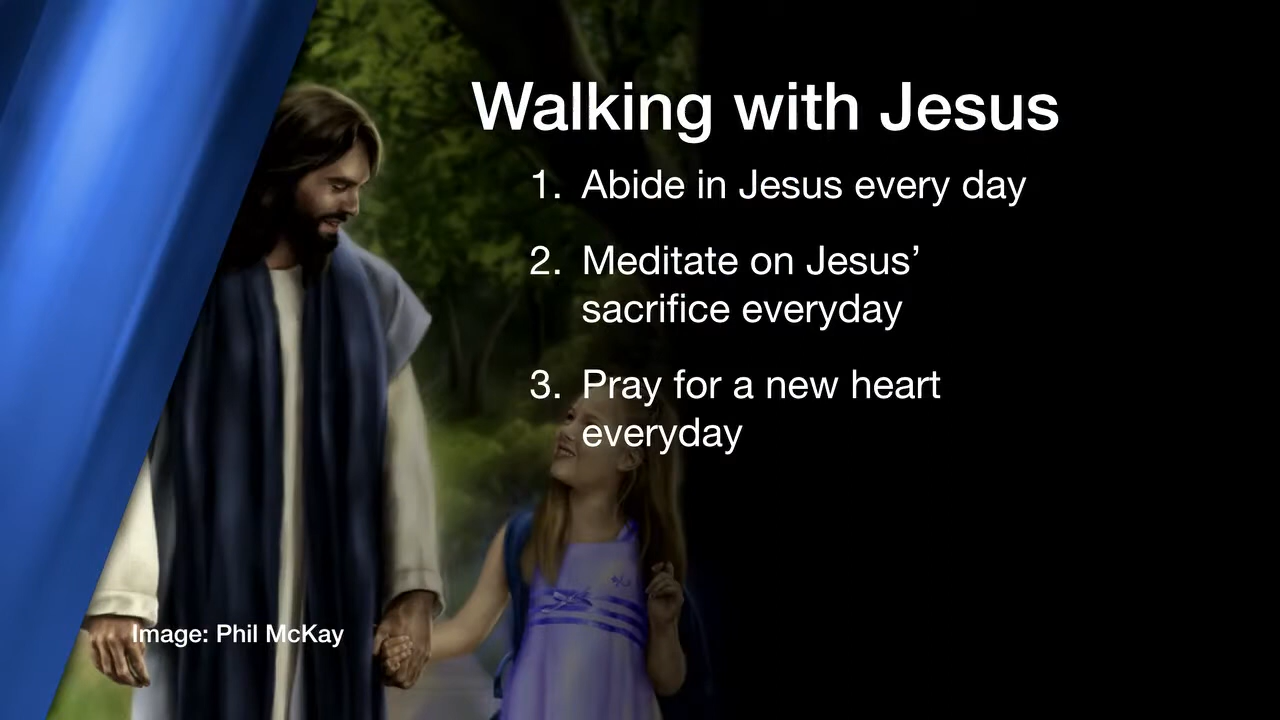 Walking with Jesus
1. Abide in Jesus every day
2. Meditate on Jesus’
sacrifice everyday
3. Pray for a new heart
everyday
Image: Phil McKay